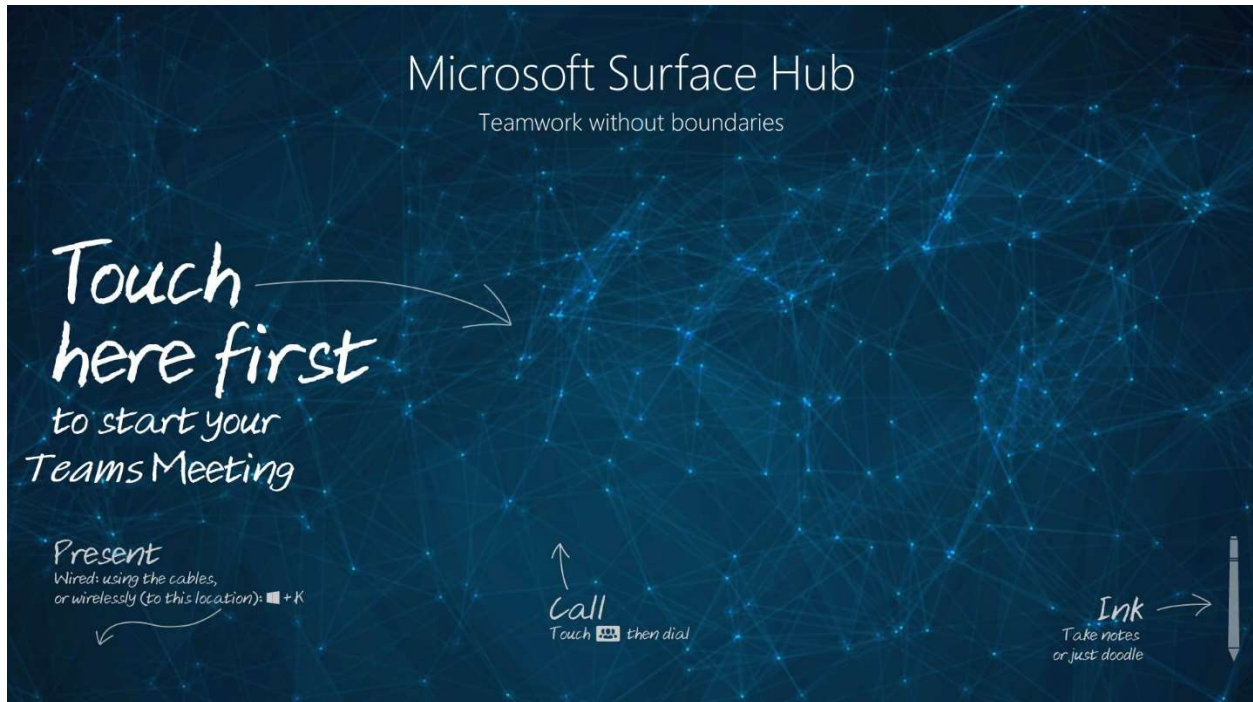 Microsoft Surface Hub
Teamwork without boundaries
Touch
here first
to start your
Teams Meeting
Present
Wired: using the cables,
or wirelessly (to this location): + K
Call
Touch then dial
Ink
Take notes
or just doodle